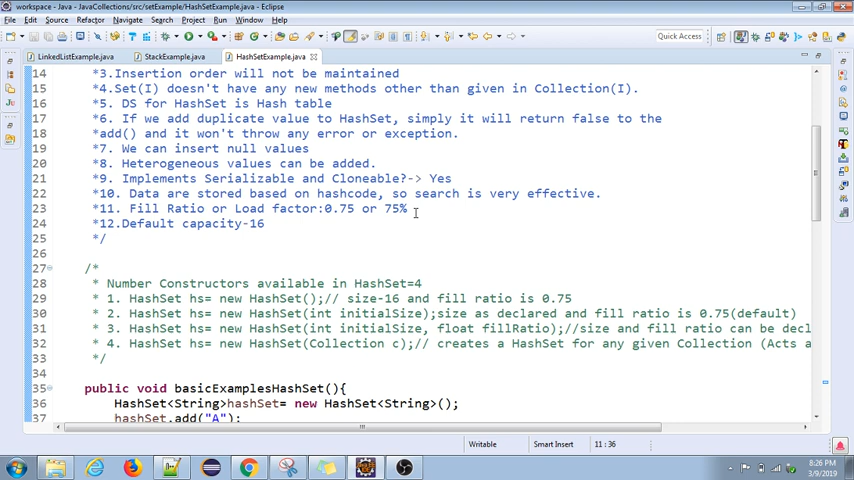 workspace - Java - JavaCollections/src/setExample/HashSetExample.java - Eclipse
File Edit Source Refactor Navigate Search Project Run Window Help
Quick Access
LinkedListExample.java StackExample.java HashSetExample.java
14 *3.Insertion order will not be maintained
15 *4.Set(I) doesn't have any new methods other than given in Collection(I).
16 *5. DS for HashSet is Hash table
17 *6. If we add duplicate value to HashSet, simply it will return false to the
18 *add() and it won't throw any error or exception.
19 *7. We can insert null values
20 *8. Heterogeneous values can be added.
21 *9. Implements Serializable and Cloneable?-> Yes
22 *10. Data are stored based on hashcode, so search is very effective.
23 *11. Fill Ratio or Load factor:0.75 or 75%
24 *12.Default capacity-16
25 */
26
27 /*
28 * Number Constructors available in HashSet=4
29 * 1. HashSet hs= new HashSet();// size-16 and fill ratio is 0.75
30 * 2. HashSet hs= new HashSet(int initialSize);size as declared and fill ratio is 0.75(default)
31 * 3. HashSet hs= new HashSet(int initialSize, float fillRatio);//size and fill ratio can be decl
32 * 4. HashSet hs= new HashSet(Collection c);// creates a HashSet for any given Collection (Acts a
33 */
34
35 public void basicExamplesHashSet(){
36 HashSet<String>hashSet= new HashSet<String>();
37 hashSet.add("A");
Writable Smart Insert 11 : 36
8:26 PM
3/9/2019